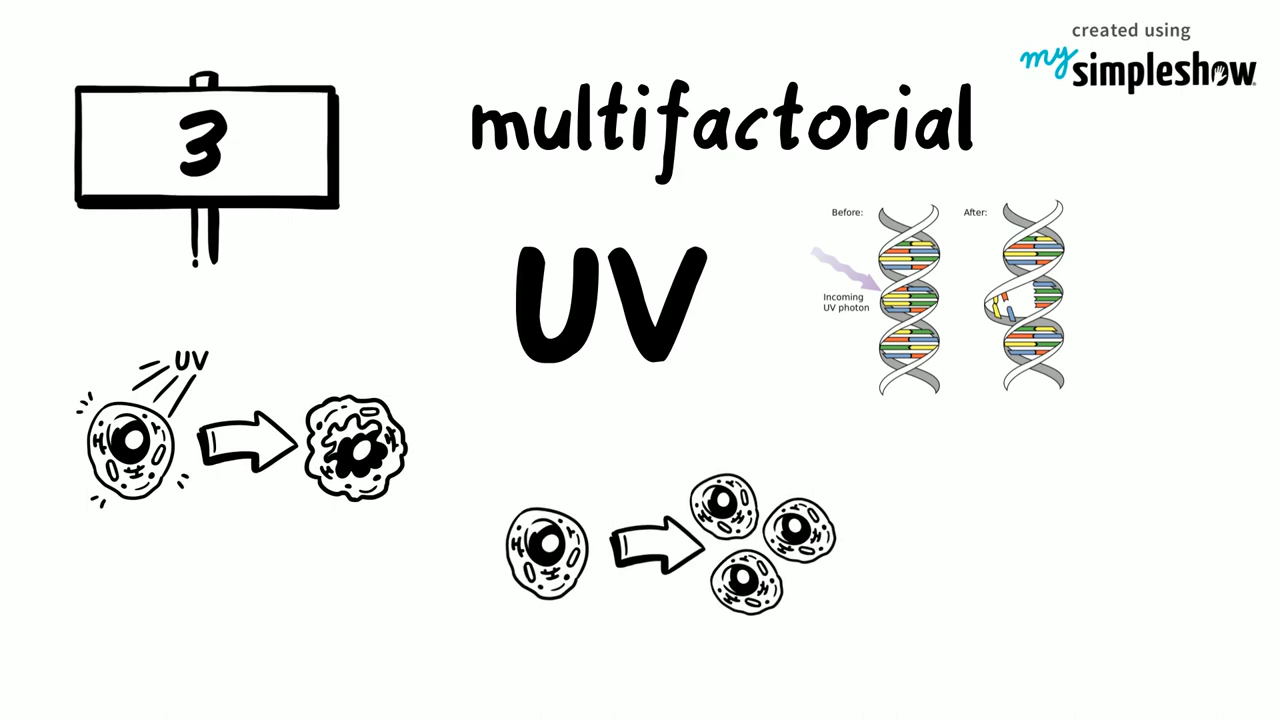 created using
my simpleshow
3
multifactorial
Before:
After:
UV
Incoming
UV photon
UV